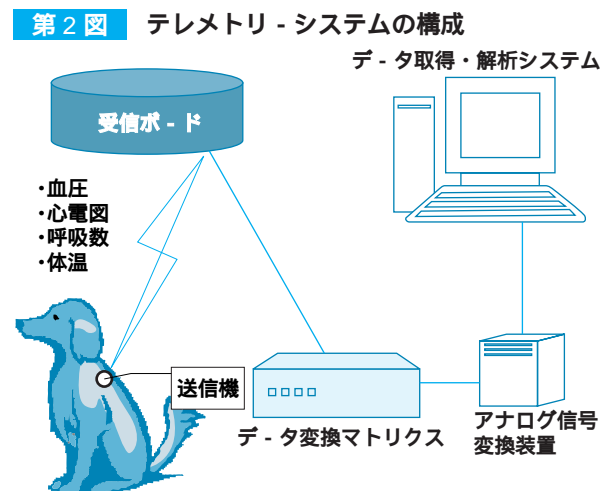 第2図 テレメトリ - システムの構成
デ - タ取得・解析システム
受信ボ - ド
・血圧
・心電図
・呼吸数
・体温
送信機
デ - タ変換マトリクス
アナログ信号
変換装置